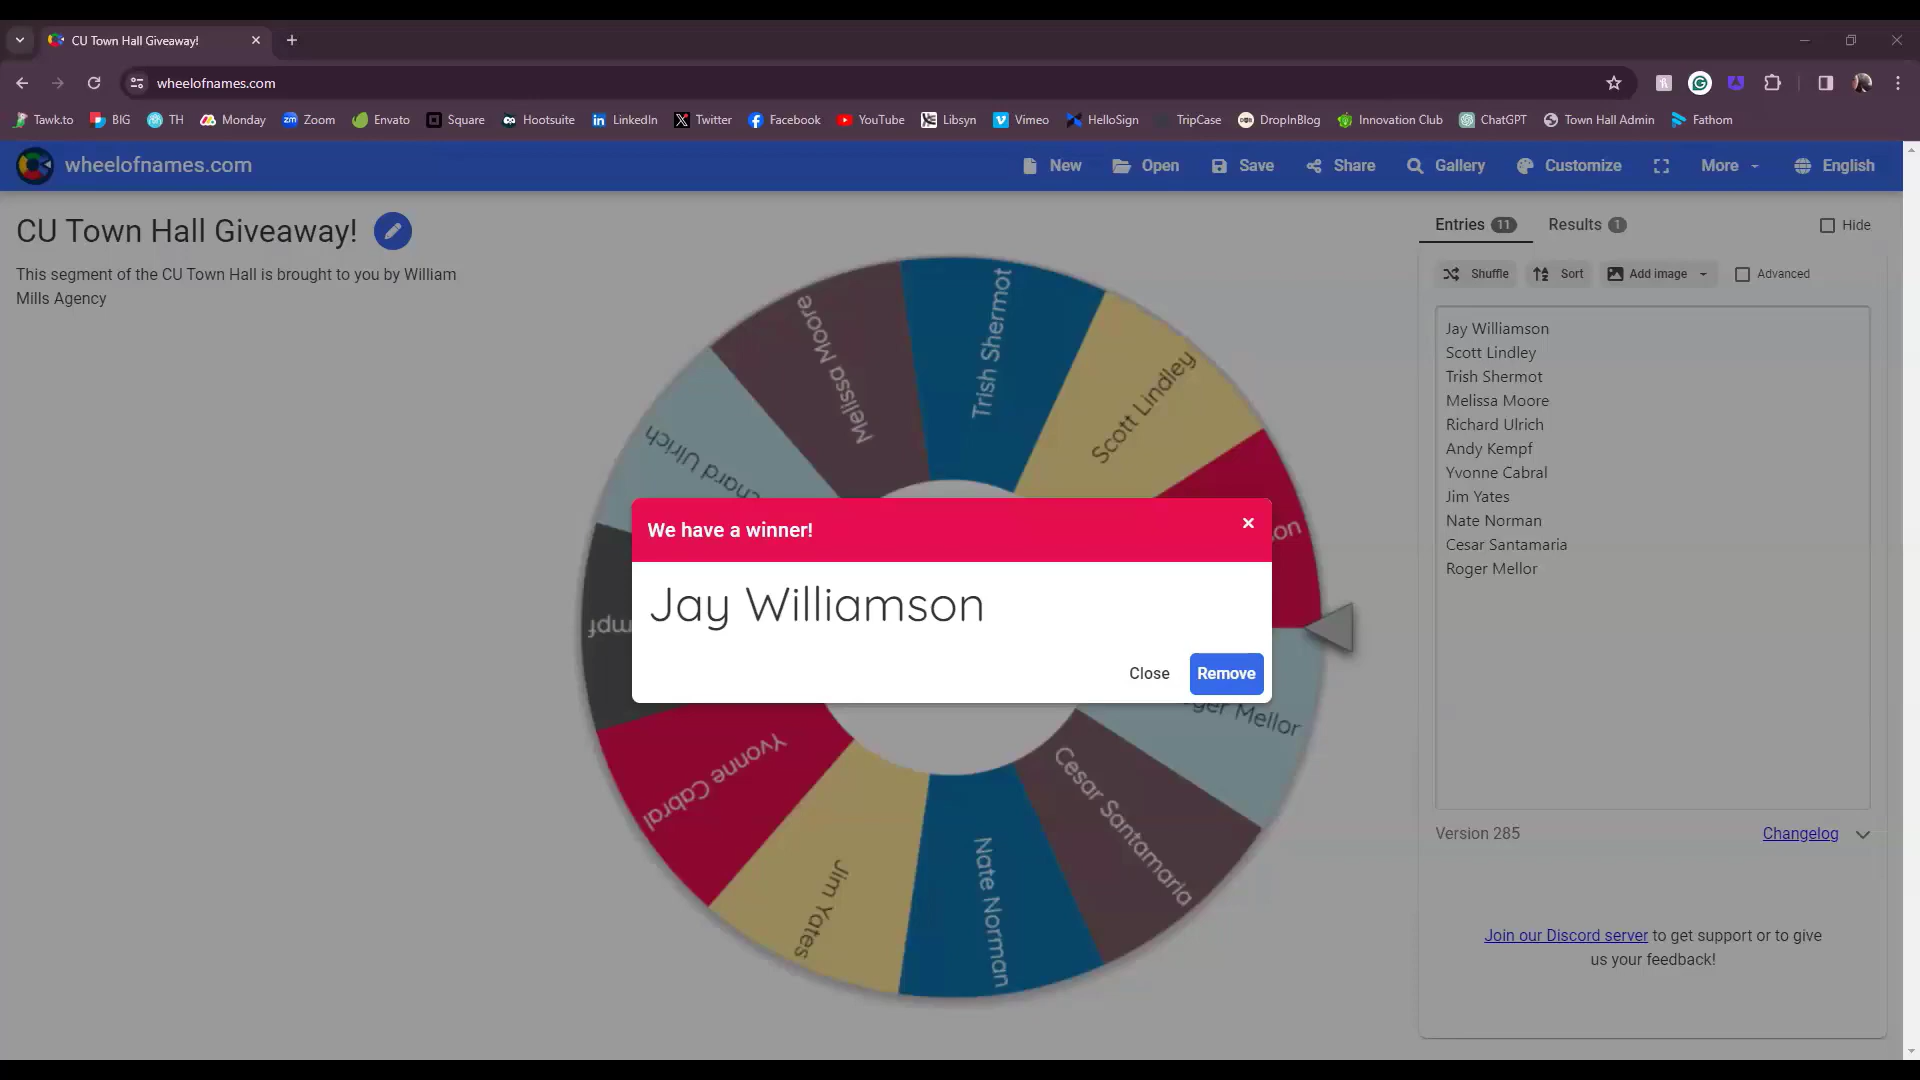 CU Town Hall Giveaway!
wheelofnames.com
Tawk.to BIG TH Monday Zoom Envato Square Hootsuite LinkedIn Twitter Facebook YouTube Libsyn Vimeo HelloSign TripCase DropInBlog Innovation Club ChatGPT Town Hall Admin Fathom
wheelofnames.com New Open Save Share Gallery Customize More English
CU Town Hall Giveaway!
This segment of the CU Town Hall is brought to you by William
Mills Agency
Entries 11 Results 1 Hide
Shuffle Sort Add image Advanced
Jay Williamson
Scott Lindley
Trish Shermot
Melissa Moore
Richard Ulrich
Andy Kempf
Yvonne Cabral
Jim Yates
Nate Norman
Cesar Santamaria
Roger Mellor
Version 285 Changelog
Join our Discord server to get support or to give
us your feedback!
Melissa Moore
Trish Shermot
Scott Lindley
chard Ulrich
on
mpf
ger Mellor
Yvonne Cabral
Jim Yates
Nate Norman
Cesar Santamaria
We have a winner!
Jay Williamson
Close Remove